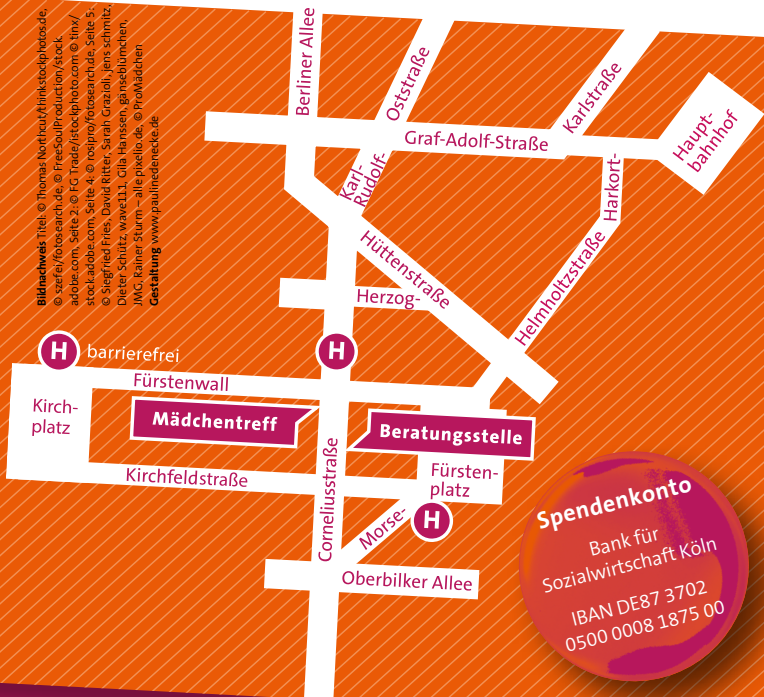 Bildnachweis Titel: © Thomas Northcut/thinkstockphotos.de,
© szefei/fotosearch.de, © FreeSoulProduction/stock.
adobe.com, Seite 2: © FG Trade/istockphoto.com © tinx/
stock.adobe.com, Seite 4: © rosipro/fotosearch.de, Seite 5:
© Siegfried Fries, David Ritter, Sarah Grazioli, jens schmitz,
Dieter Schütz, wave111, Gila Hanssen, gänseblümchen,
JMG, Rainer Sturm – alle pixelio.de, © ProMädchen
Gestaltung www.paulinedenecke.de
Berliner Allee
Oststraße
Karlstraße
Graf-Adolf-Straße
Haupt-
bahnhof
Karl-
Rudolf-
Harkort-
Hüttenstraße
Helmholtzstraße
Herzog-
H
barrierefrei
H
Fürstenwall
Kirch-
platz
Mädchentreff
Beratungsstelle
Kirchfeldstraße
Corneliusstraße
Fürsten-
platz
Morse-
H
Oberbilker Allee
Spendenkonto
Bank für
Sozialwirtschaft Köln
IBAN DE87 3702
0500 0008 1875 00